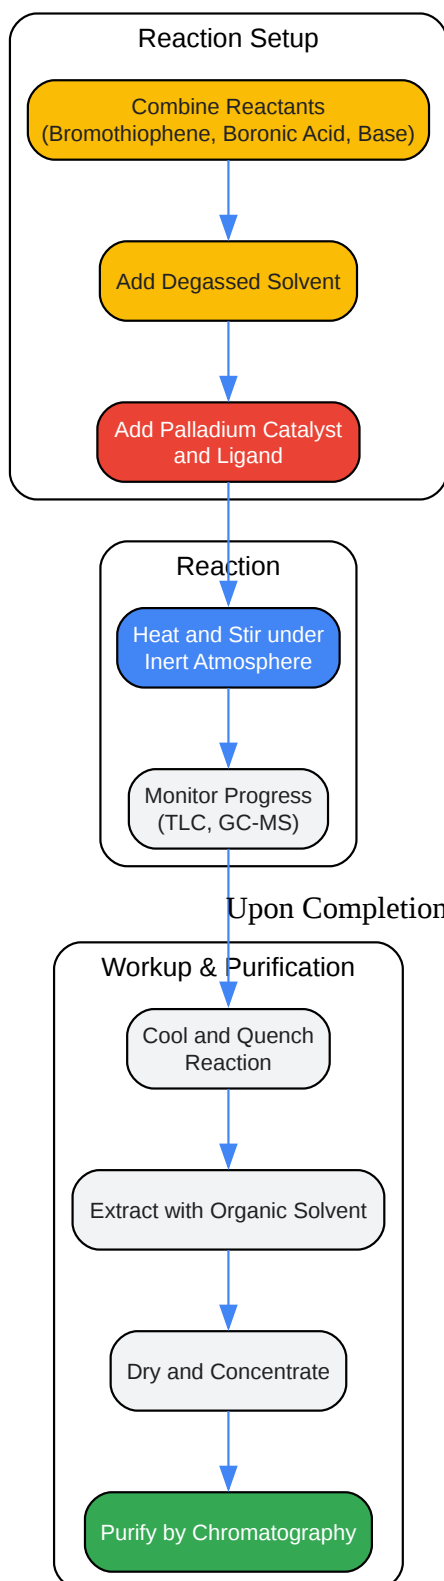 Reaction Setup
Combine Reactants
(Bromothiophene, Boronic Acid, Base)
Add Degassed Solvent
Add Palladium Catalyst
and Ligand
Reaction
Heat and Stir under
Inert Atmosphere
Monitor Progress
(TLC, GC-MS)
Upon Completion
Workup & Purification
Cool and Quench
Reaction
Extract with Organic Solvent
Dry and Concentrate
Purify by Chromatography